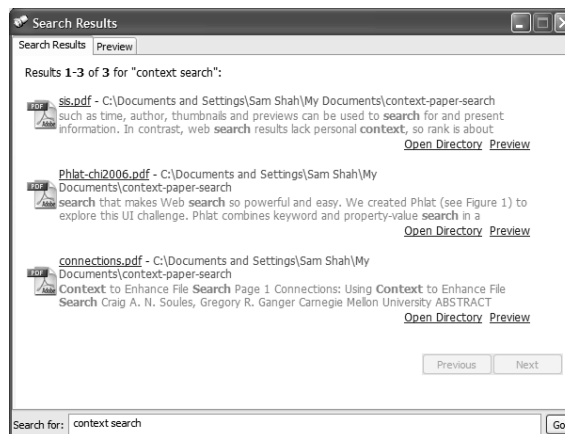 Search Results
Search Results Preview
Results 1-3 of 3 for "context search":
sis.pdf - C:\Documents and Settings\Sam Shah\My Documents\context-paper-search
such as time, author, thumbnails and previews can be used to search for and present
information. In contrast, web search results lack personal context, so rank is about
Open Directory Preview
Phlat-chi2006.pdf - C:\Documents and Settings\Sam Shah\My
Documents\context-paper-search
search that makes Web search so powerful and easy. We created Phlat (see Figure 1) to
explore this UI challenge. Phlat combines keyword and property-value search in a
Open Directory Preview
connections.pdf - C:\Documents and Settings\Sam Shah\My
Documents\context-paper-search
Context to Enhance File Search Page 1 Connections: Using Context to Enhance File
Search Craig A. N. Soules, Gregory R. Ganger Carnegie Mellon University ABSTRACT
Open Directory Preview
Previous Next
Search for: context search Go
PDF
Adobe
PDF
Adobe
PDF
Adobe